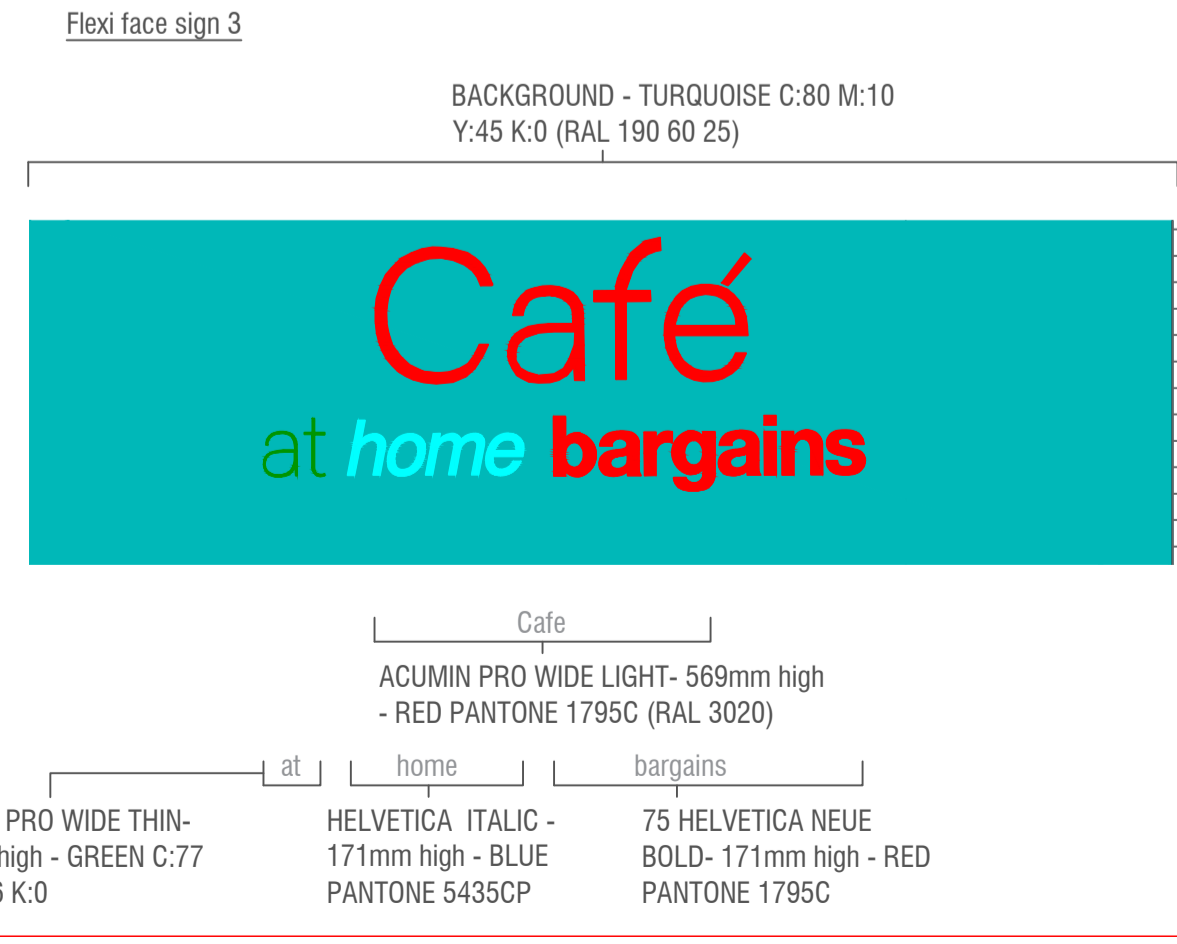 Flexi face sign 3
BACKGROUND - TURQUOISE C:80 M:10
Y:45 K:0 (RAL 190 60 25)
Café
at home bargains
Cafe
ACUMIN PRO WIDE LIGHT- 569mm high
- RED PANTONE 1795C (RAL 3020)
at
home
bargains
PRO WIDE THIN-
high - GREEN C:77
K:0
HELVETICA ITALIC -
171mm high - BLUE
PANTONE 5435CP
75 HELVETICA NEUE
BOLD- 171mm high - RED
PANTONE 1795C